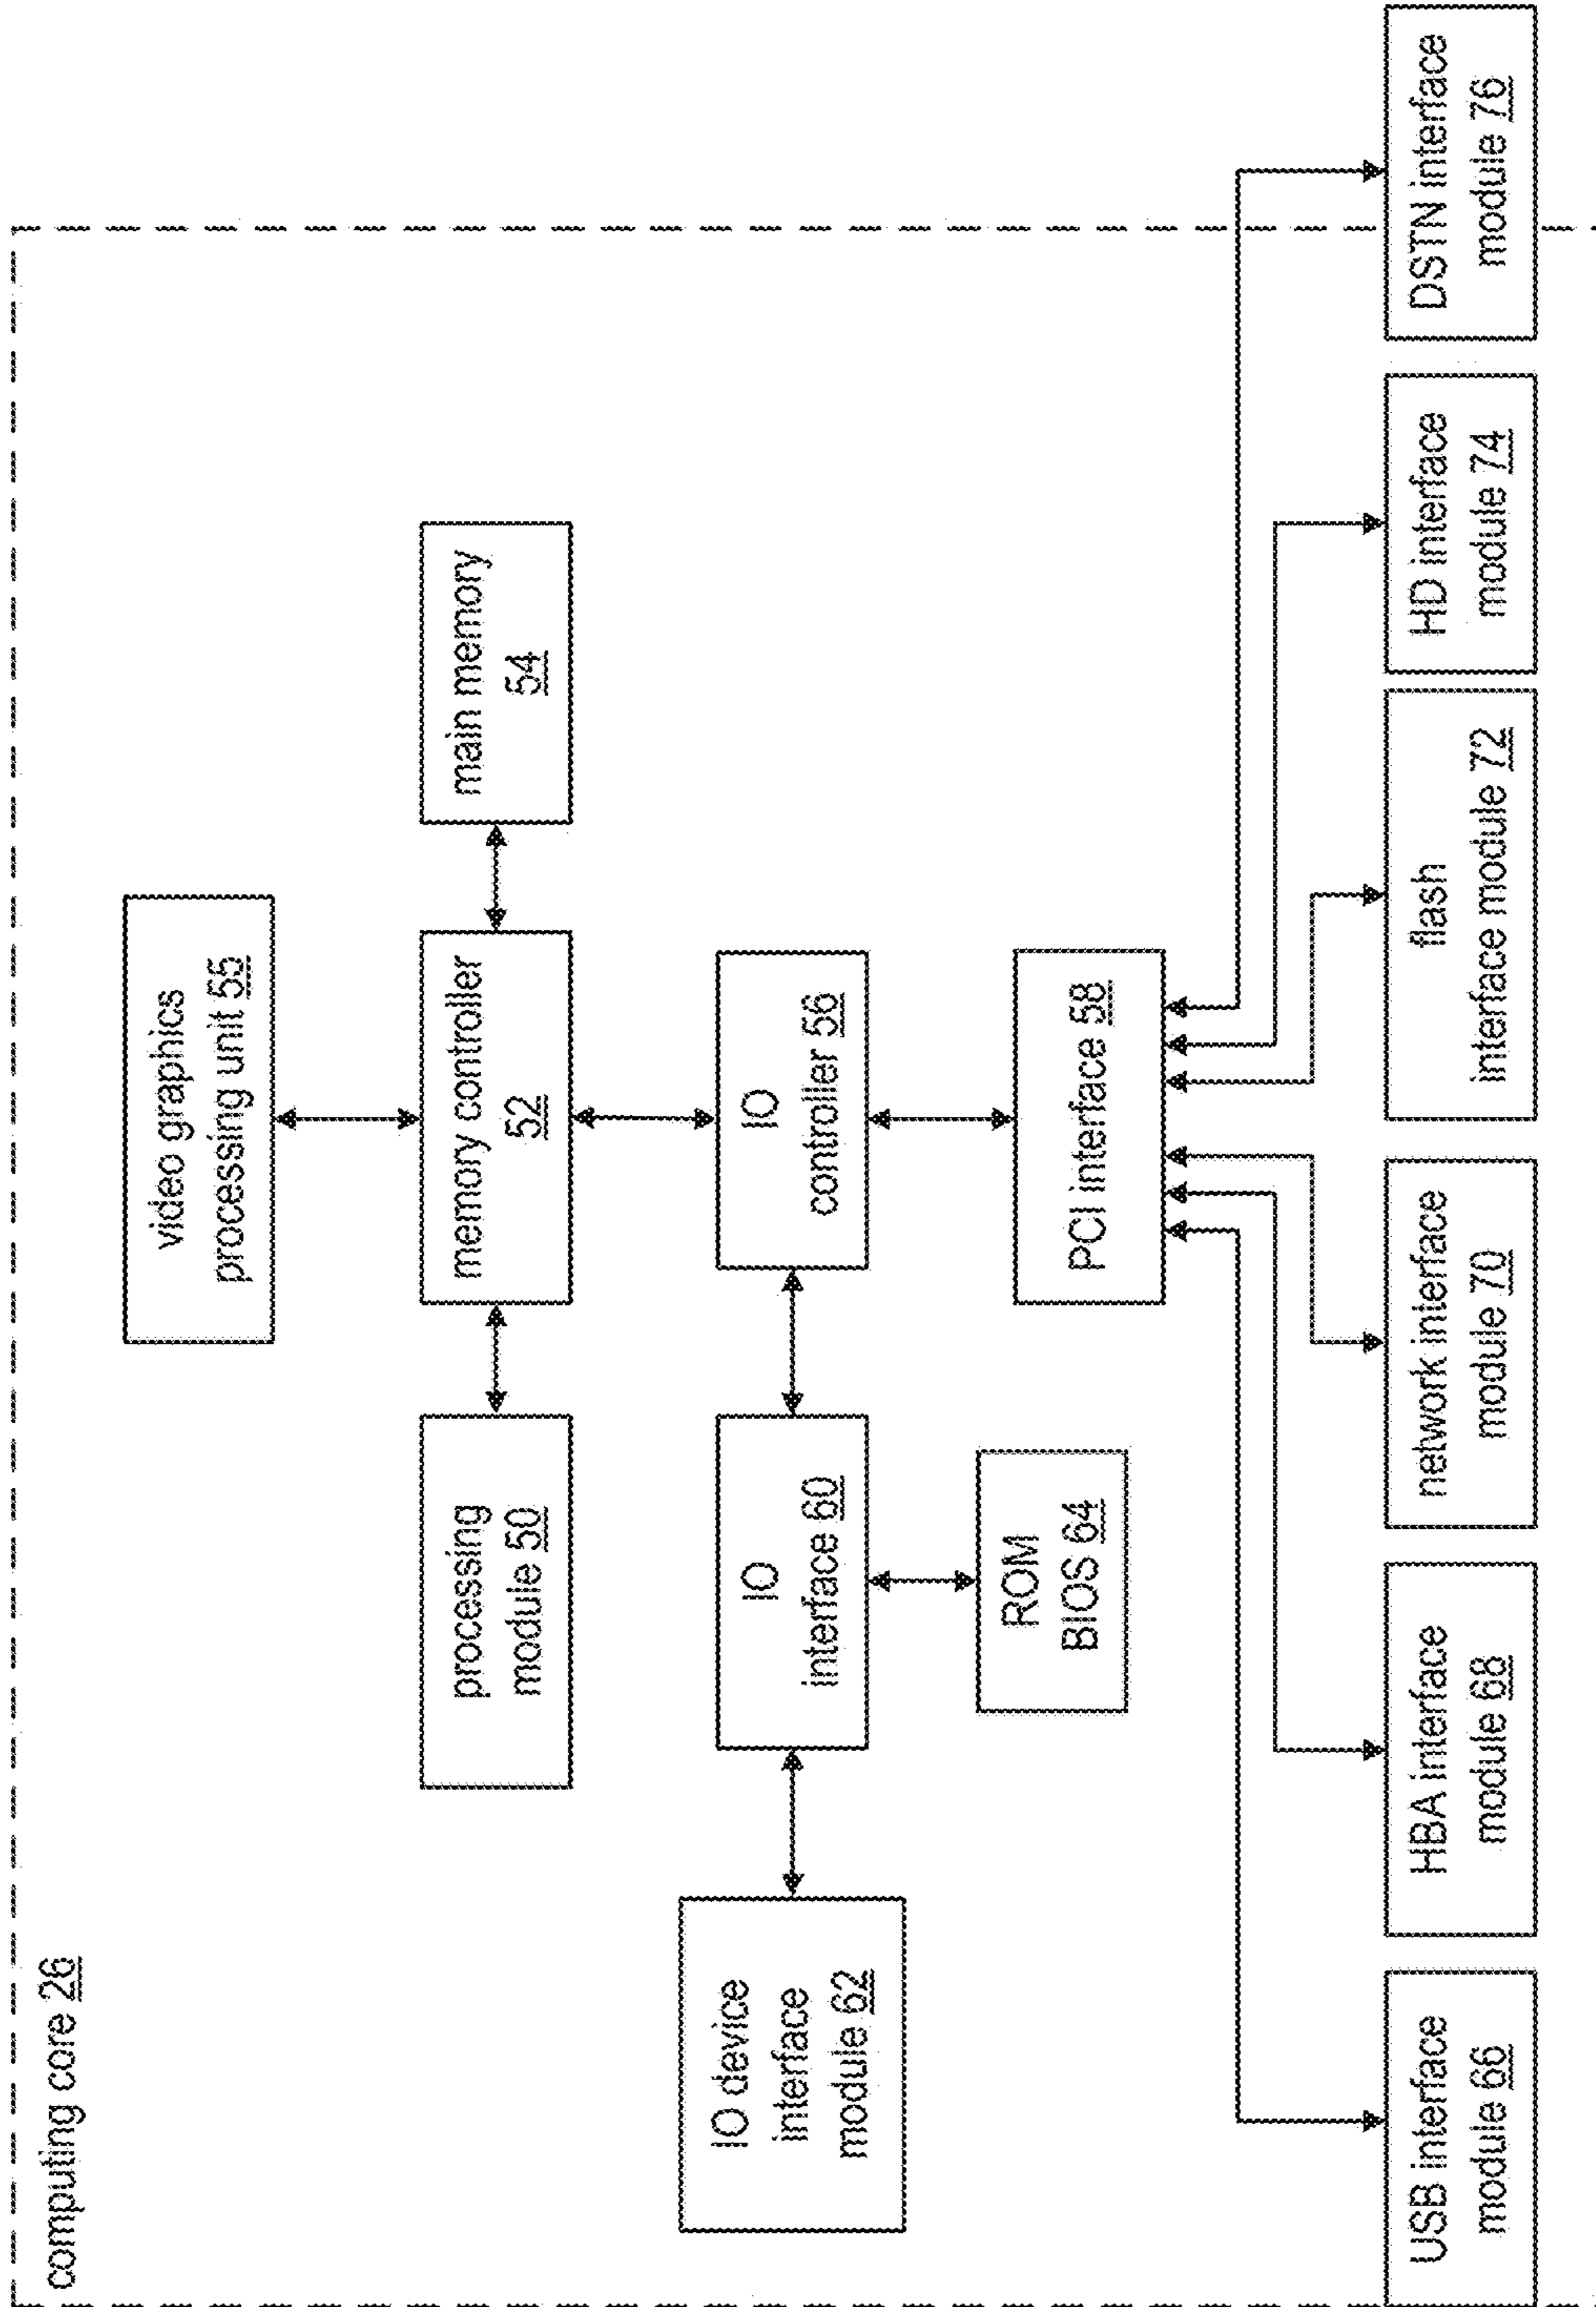 computing core 26
video graphics
processing unit 55
processing
module 50
memory controller
52
main memory
54
IO device
interface
module 62
IO
interface 60
IO
controller 56
ROM
BIOS 64
PCI interface 58
USB interface
module 66
HBA interface
module 68
network interface
module 70
flash
interface module 72
HD interface
module 74
DSTN interface
module 76